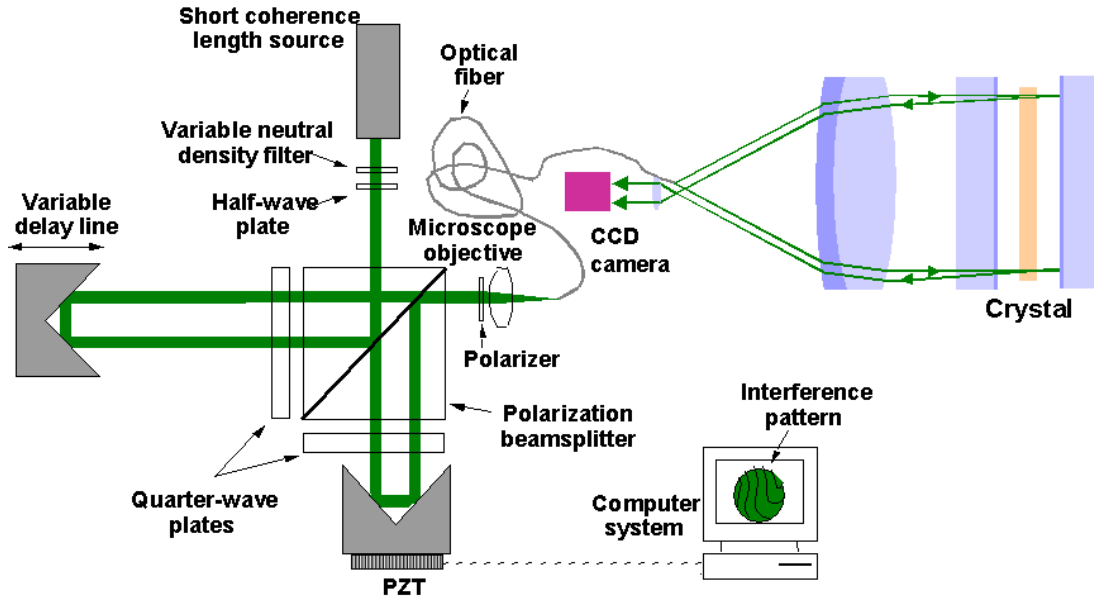 Short coherence
length source
Optical
fiber
Variable neutral
density filter
Half-wave
plate
Variable
delay line
Microscope
objective
CCD
camera
Crystal
Polarizer
Polarization
beamsplitter
Interference
pattern
Quarter-wave
plates
Computer
system
PZT